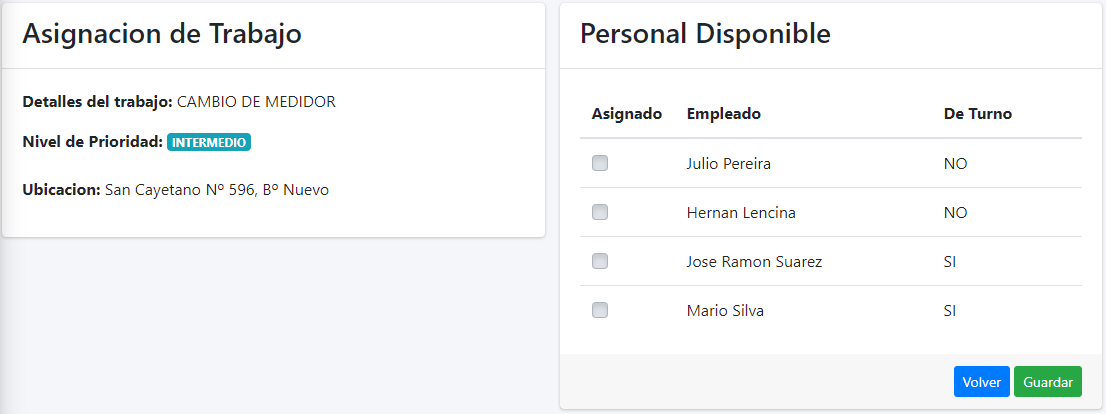 Asignacion de Trabajo
Detalles del trabajo: CAMBIO DE MEDIDOR
Nivel de Prioridad: INTERMEDIO
Ubicacion: San Cayetano Nº 596, Bº Nuevo
Personal Disponible
Asignado Empleado De Turno
Julio Pereira NO
Hernan Lencina NO
Jose Ramon Suarez SI
Mario Silva SI
Volver Guardar